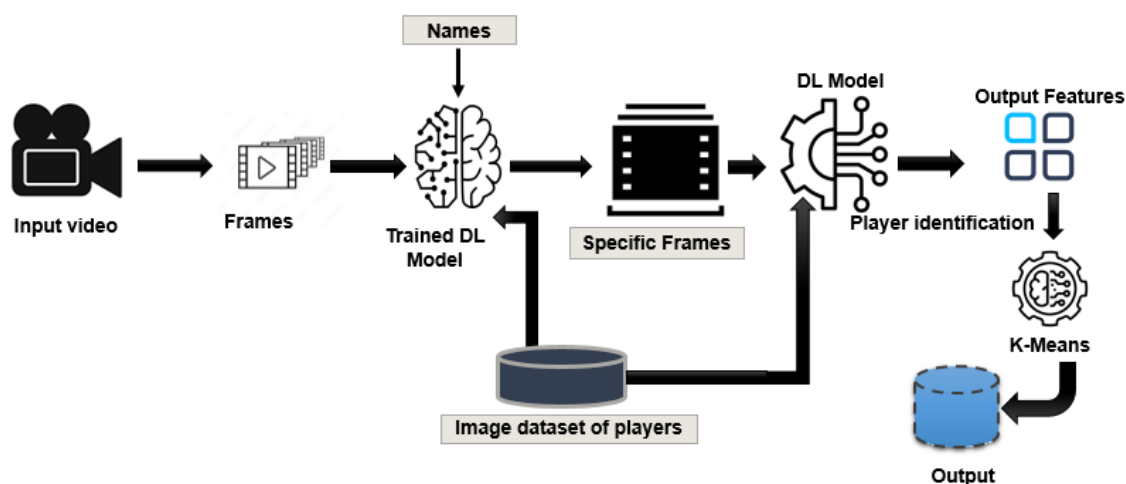 Names
DL Model
Output Features
Input video
Frames
Trained DL
Model
Specific Frames
Player identification
K-Means
Image dataset of players
Output